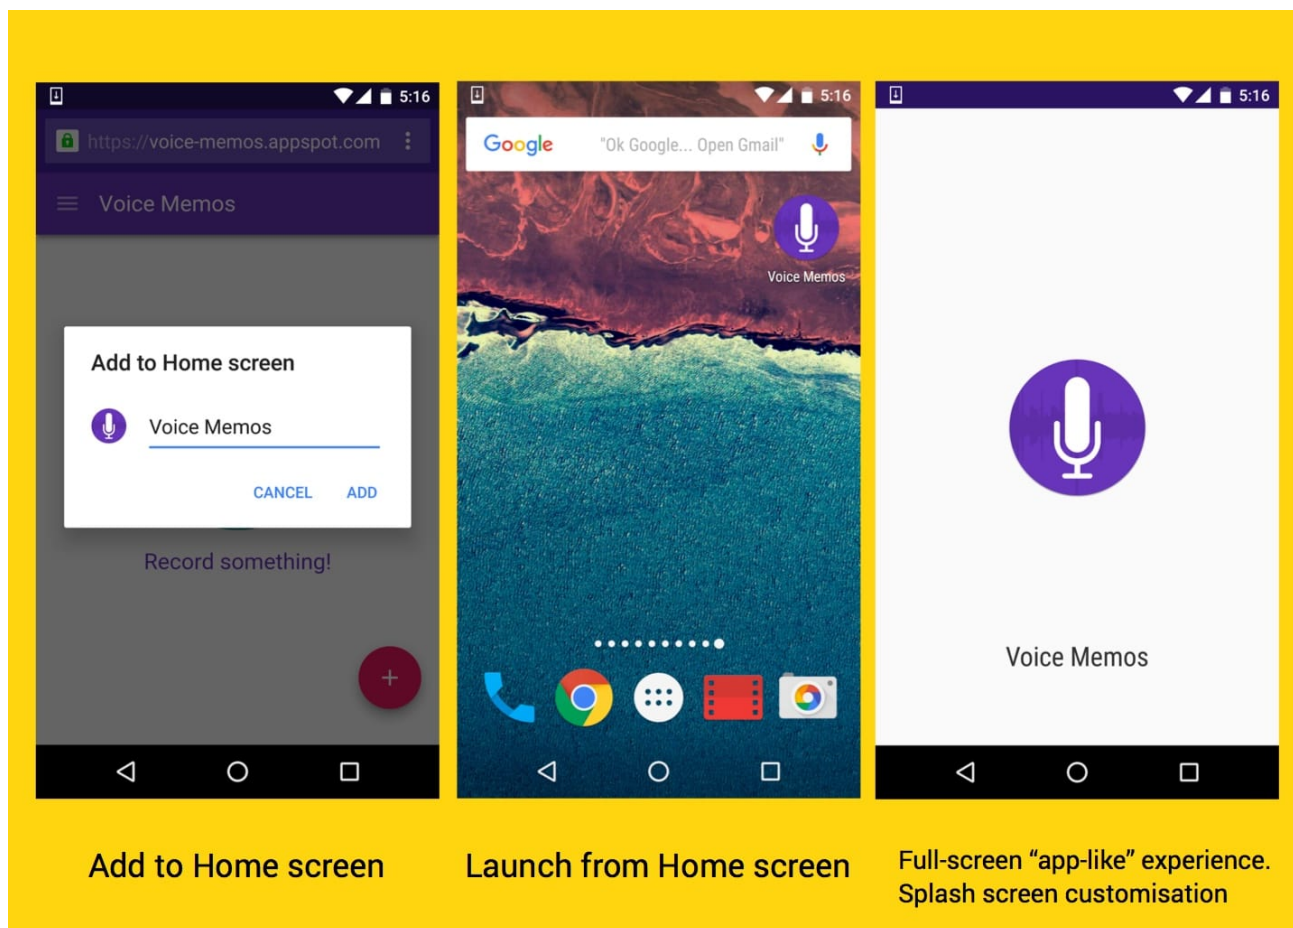 5:16
https://voice-memos.appspot.com
Voice Memos
Add to Home screen
Voice Memos
CANCEL ADD
Record something!
+
Add to Home screen
5:16
Google "Ok Google... Open Gmail"
Voice Memos
Launch from Home screen
5:16
Voice Memos
Full-screen “app-like” experience.
Splash screen customisation